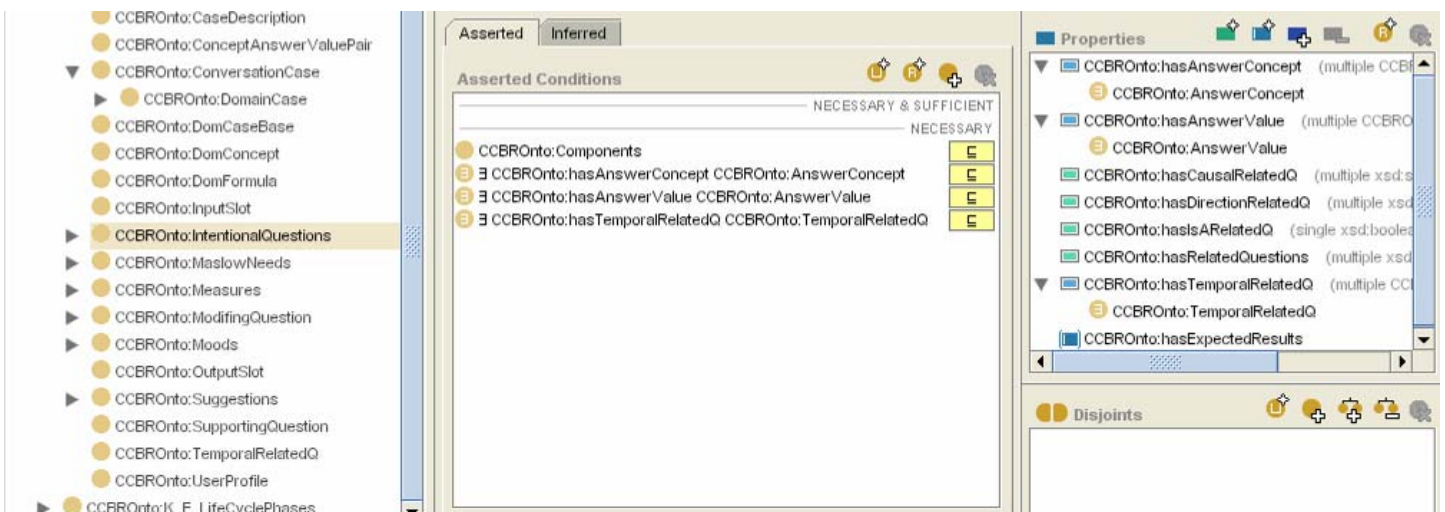 CCBROnto:CaseDescription
CCBROnto:ConceptAnswerValuePair
CCBROnto:ConversationCase
CCBROnto:DomainCase
CCBROnto:DomCaseBase
CCBROnto:DomConcept
CCBROnto:DomFormula
CCBROnto:InputSlot
CCBROnto:IntentionalQuestions
CCBROnto:MaslowNeeds
CCBROnto:Measures
CCBROnto:ModifingQuestion
CCBROnto:Moods
CCBROnto:OutputSlot
CCBROnto:Suggestions
CCBROnto:SupportingQuestion
CCBROnto:TemporalRelatedQ
CCBROnto:UserProfile
CCBROnto:K_E_LifeCyclePhases
Asserted Inferred
Asserted Conditions
NECESSARY & SUFFICIENT
NECESSARY
CCBROnto:Components ⊑
∃ CCBROnto:hasAnswerConcept CCBROnto:AnswerConcept ⊑
∃ CCBROnto:hasAnswerValue CCBROnto:AnswerValue ⊑
∃ CCBROnto:hasTemporalRelatedQ CCBROnto:TemporalRelatedQ ⊑
Properties
CCBROnto:hasAnswerConcept (multiple CCBR
CCBROnto:AnswerConcept
CCBROnto:hasAnswerValue (multiple CCBRO
CCBROnto:AnswerValue
CCBROnto:hasCausalRelatedQ (multiple xsd:s
CCBROnto:hasDirectionRelatedQ (multiple xsd
CCBROnto:hasIsARelatedQ (single xsd:boolea
CCBROnto:hasRelatedQuestions (multiple xsd
CCBROnto:hasTemporalRelatedQ (multiple CC
CCBROnto:TemporalRelatedQ
CCBROnto:hasExpectedResults
Disjoints